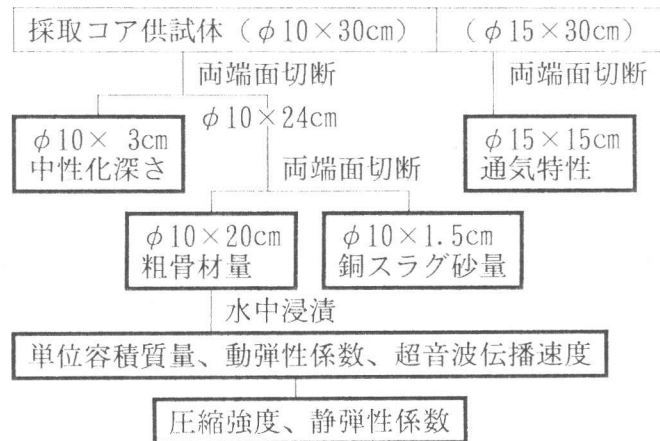 採取コア供試体（φ10×30cm） （φ15×30cm）
両端面切断 両端面切断
φ10×24cm
φ10× 3cm
中性化深さ
φ15×15cm
通気特性
両端面切断
φ10×20cm
粗骨材量
φ10×1.5cm
銅スラグ砂量
水中浸漬
単位容積質量、動弾性係数、超音波伝播速度
圧縮強度、静弾性係数